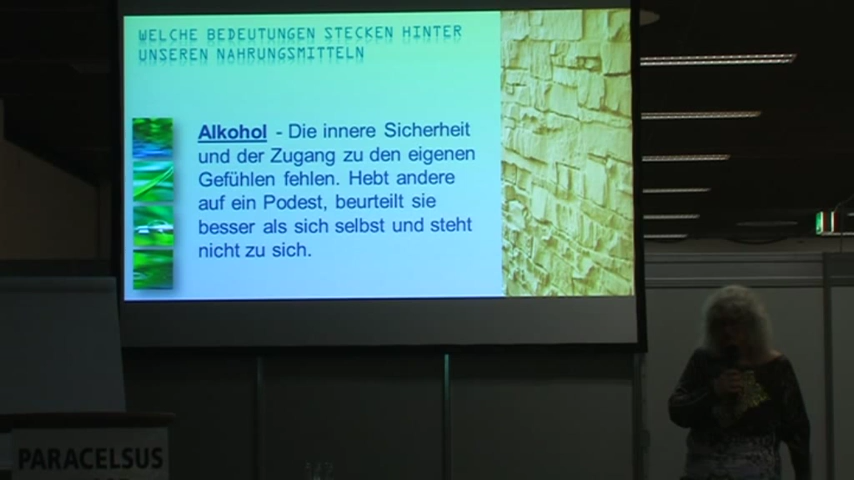 WELCHE BEDEUTUNGEN STECKEN HINTER
UNSEREN NAHRUNGSMITTELN
Alkohol - Die innere Sicherheit
und der Zugang zu den eigenen
Gefühlen fehlen. Hebt andere
auf ein Podest, beurteilt sie
besser als sich selbst und steht
nicht zu sich.
PARACELSUS